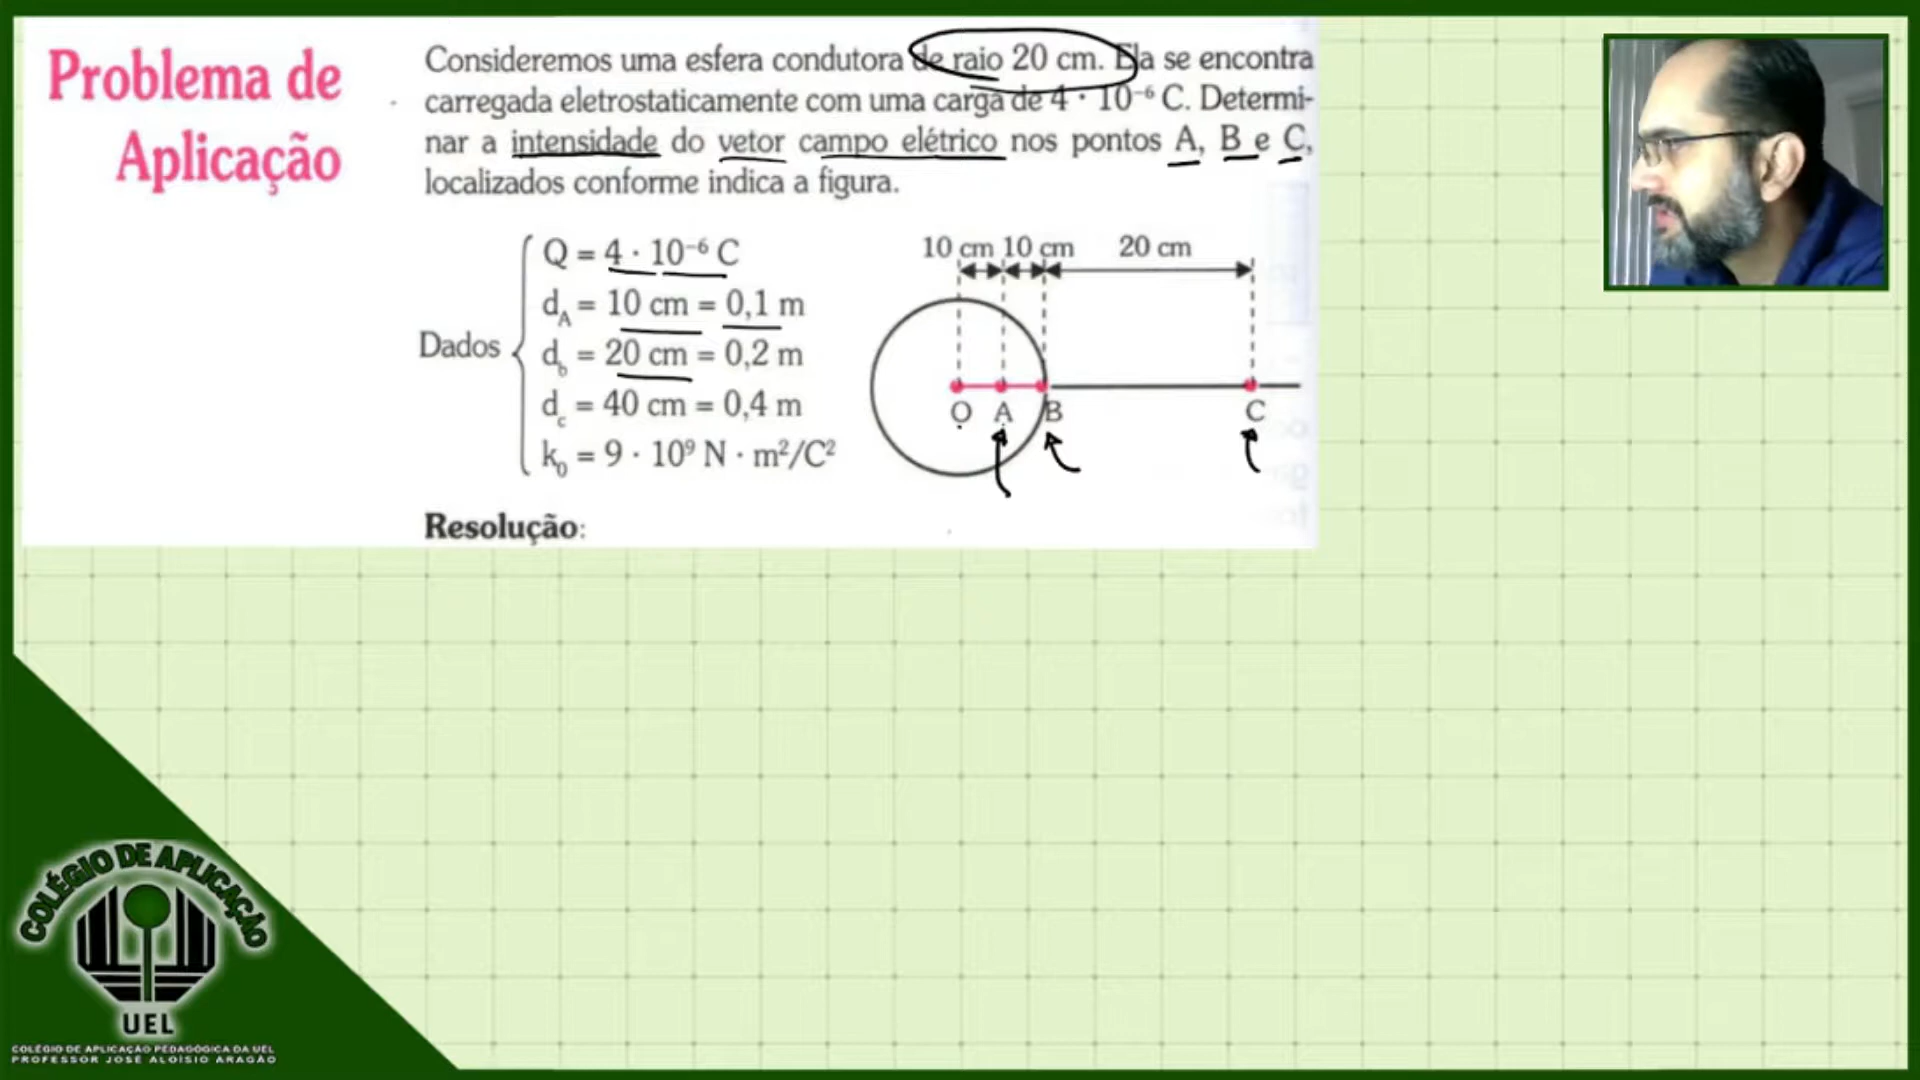 Problema de
Aplicação
Consideremos uma esfera condutora de raio 20 cm. Ela se encontra
carregada eletrostaticamente com uma carga de 4 · 10⁻⁶ C. Determi-
nar a intensidade do vetor campo elétrico nos pontos A, B e C,
localizados conforme indica a figura.
Dados
Q = 4 · 10⁻⁶ C
d_A = 10 cm = 0,1 m
d_b = 20 cm = 0,2 m
d_c = 40 cm = 0,4 m
k₀ = 9 · 10⁹ N · m²/C²
10 cm 10 cm 20 cm
O A B C
Resolução:
COLÉGIO DE APLICAÇÃO
UEL
COLÉGIO DE APLICAÇÃO PEDAGÓGICA DA UEL
PROFESSOR JOSÉ ALOÍSIO ARAGÃO